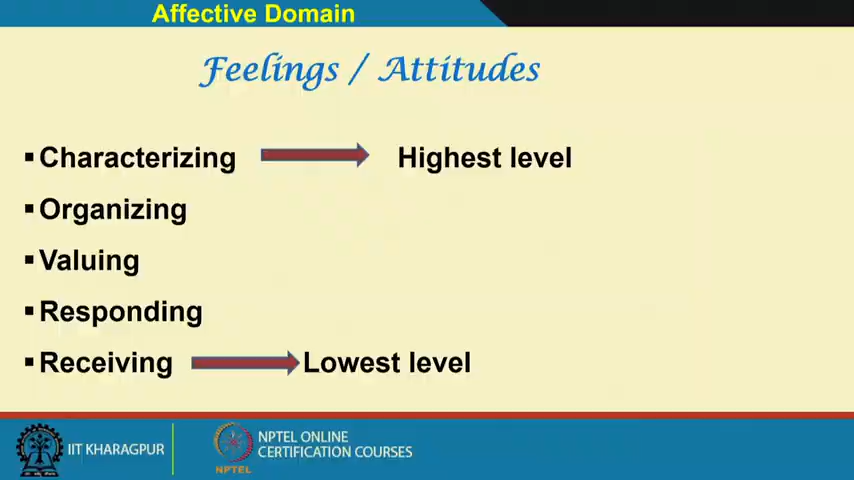 Affective Domain
Feelings / Attitudes
▪Characterizing Highest level
▪Organizing
▪Valuing
▪Responding
▪Receiving Lowest level
IIT KHARAGPUR
NPTEL
NPTEL ONLINE
CERTIFICATION COURSES